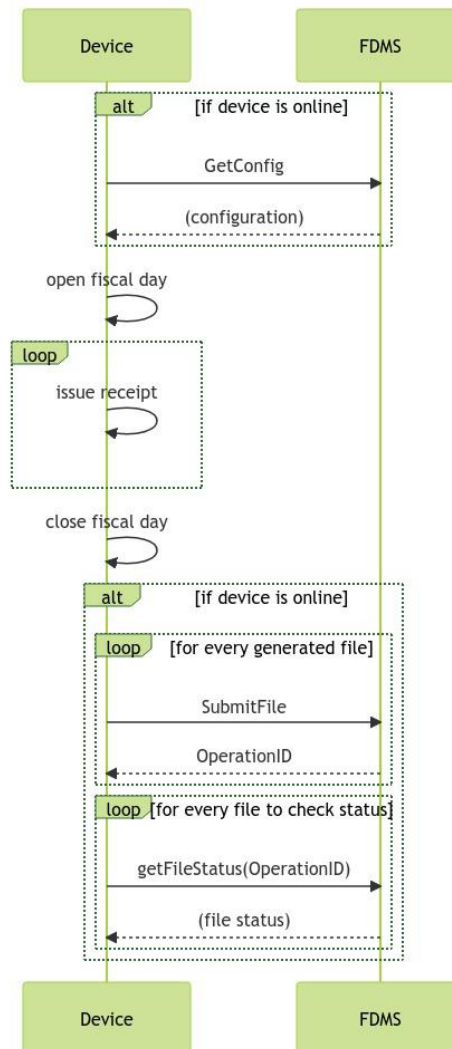 Device FDMS
alt [if device is online]
GetConfig
(configuration)
open fiscal day
loop
issue receipt
close fiscal day
alt [if device is online]
loop [for every generated file]
SubmitFile
OperationID
loop [for every file to check status]
getFileStatus(OperationID)
(file status)
Device FDMS